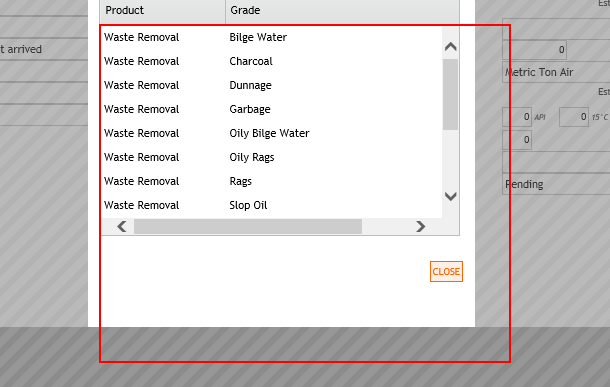 Product Grade
Est
Waste Removal Bilge Water
t arrived
0
Waste Removal Charcoal
Metric Ton Air
Waste Removal Dunnage
Est
Waste Removal Garbage
0 API 0 15°C
Waste Removal Oily Bilge Water
0
Waste Removal Oily Rags
Waste Removal Rags
Pending
Waste Removal Slop Oil
CLOSE